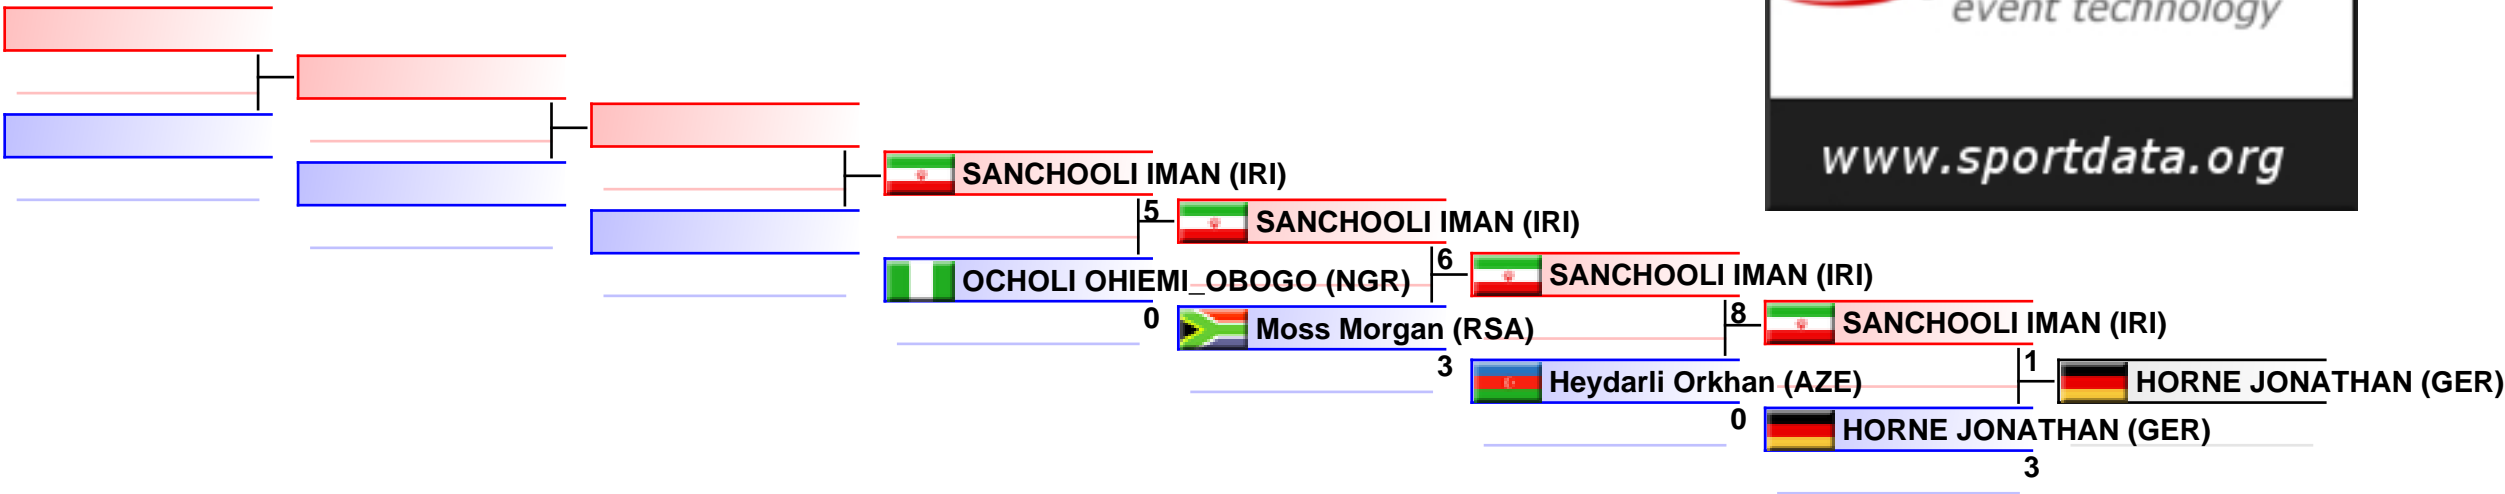 event technology
www.sportdata.org
SANCHOOLI IMAN (IRI)
5
SANCHOOLI IMAN (IRI)
OCHOLI OHIEMI_OBOGO (NGR)
6
SANCHOOLI IMAN (IRI)
0
Moss Morgan (RSA)
8
SANCHOOLI IMAN (IRI)
3
Heydarli Orkhan (AZE)
1
HORNE JONATHAN (GER)
0
HORNE JONATHAN (GER)
3